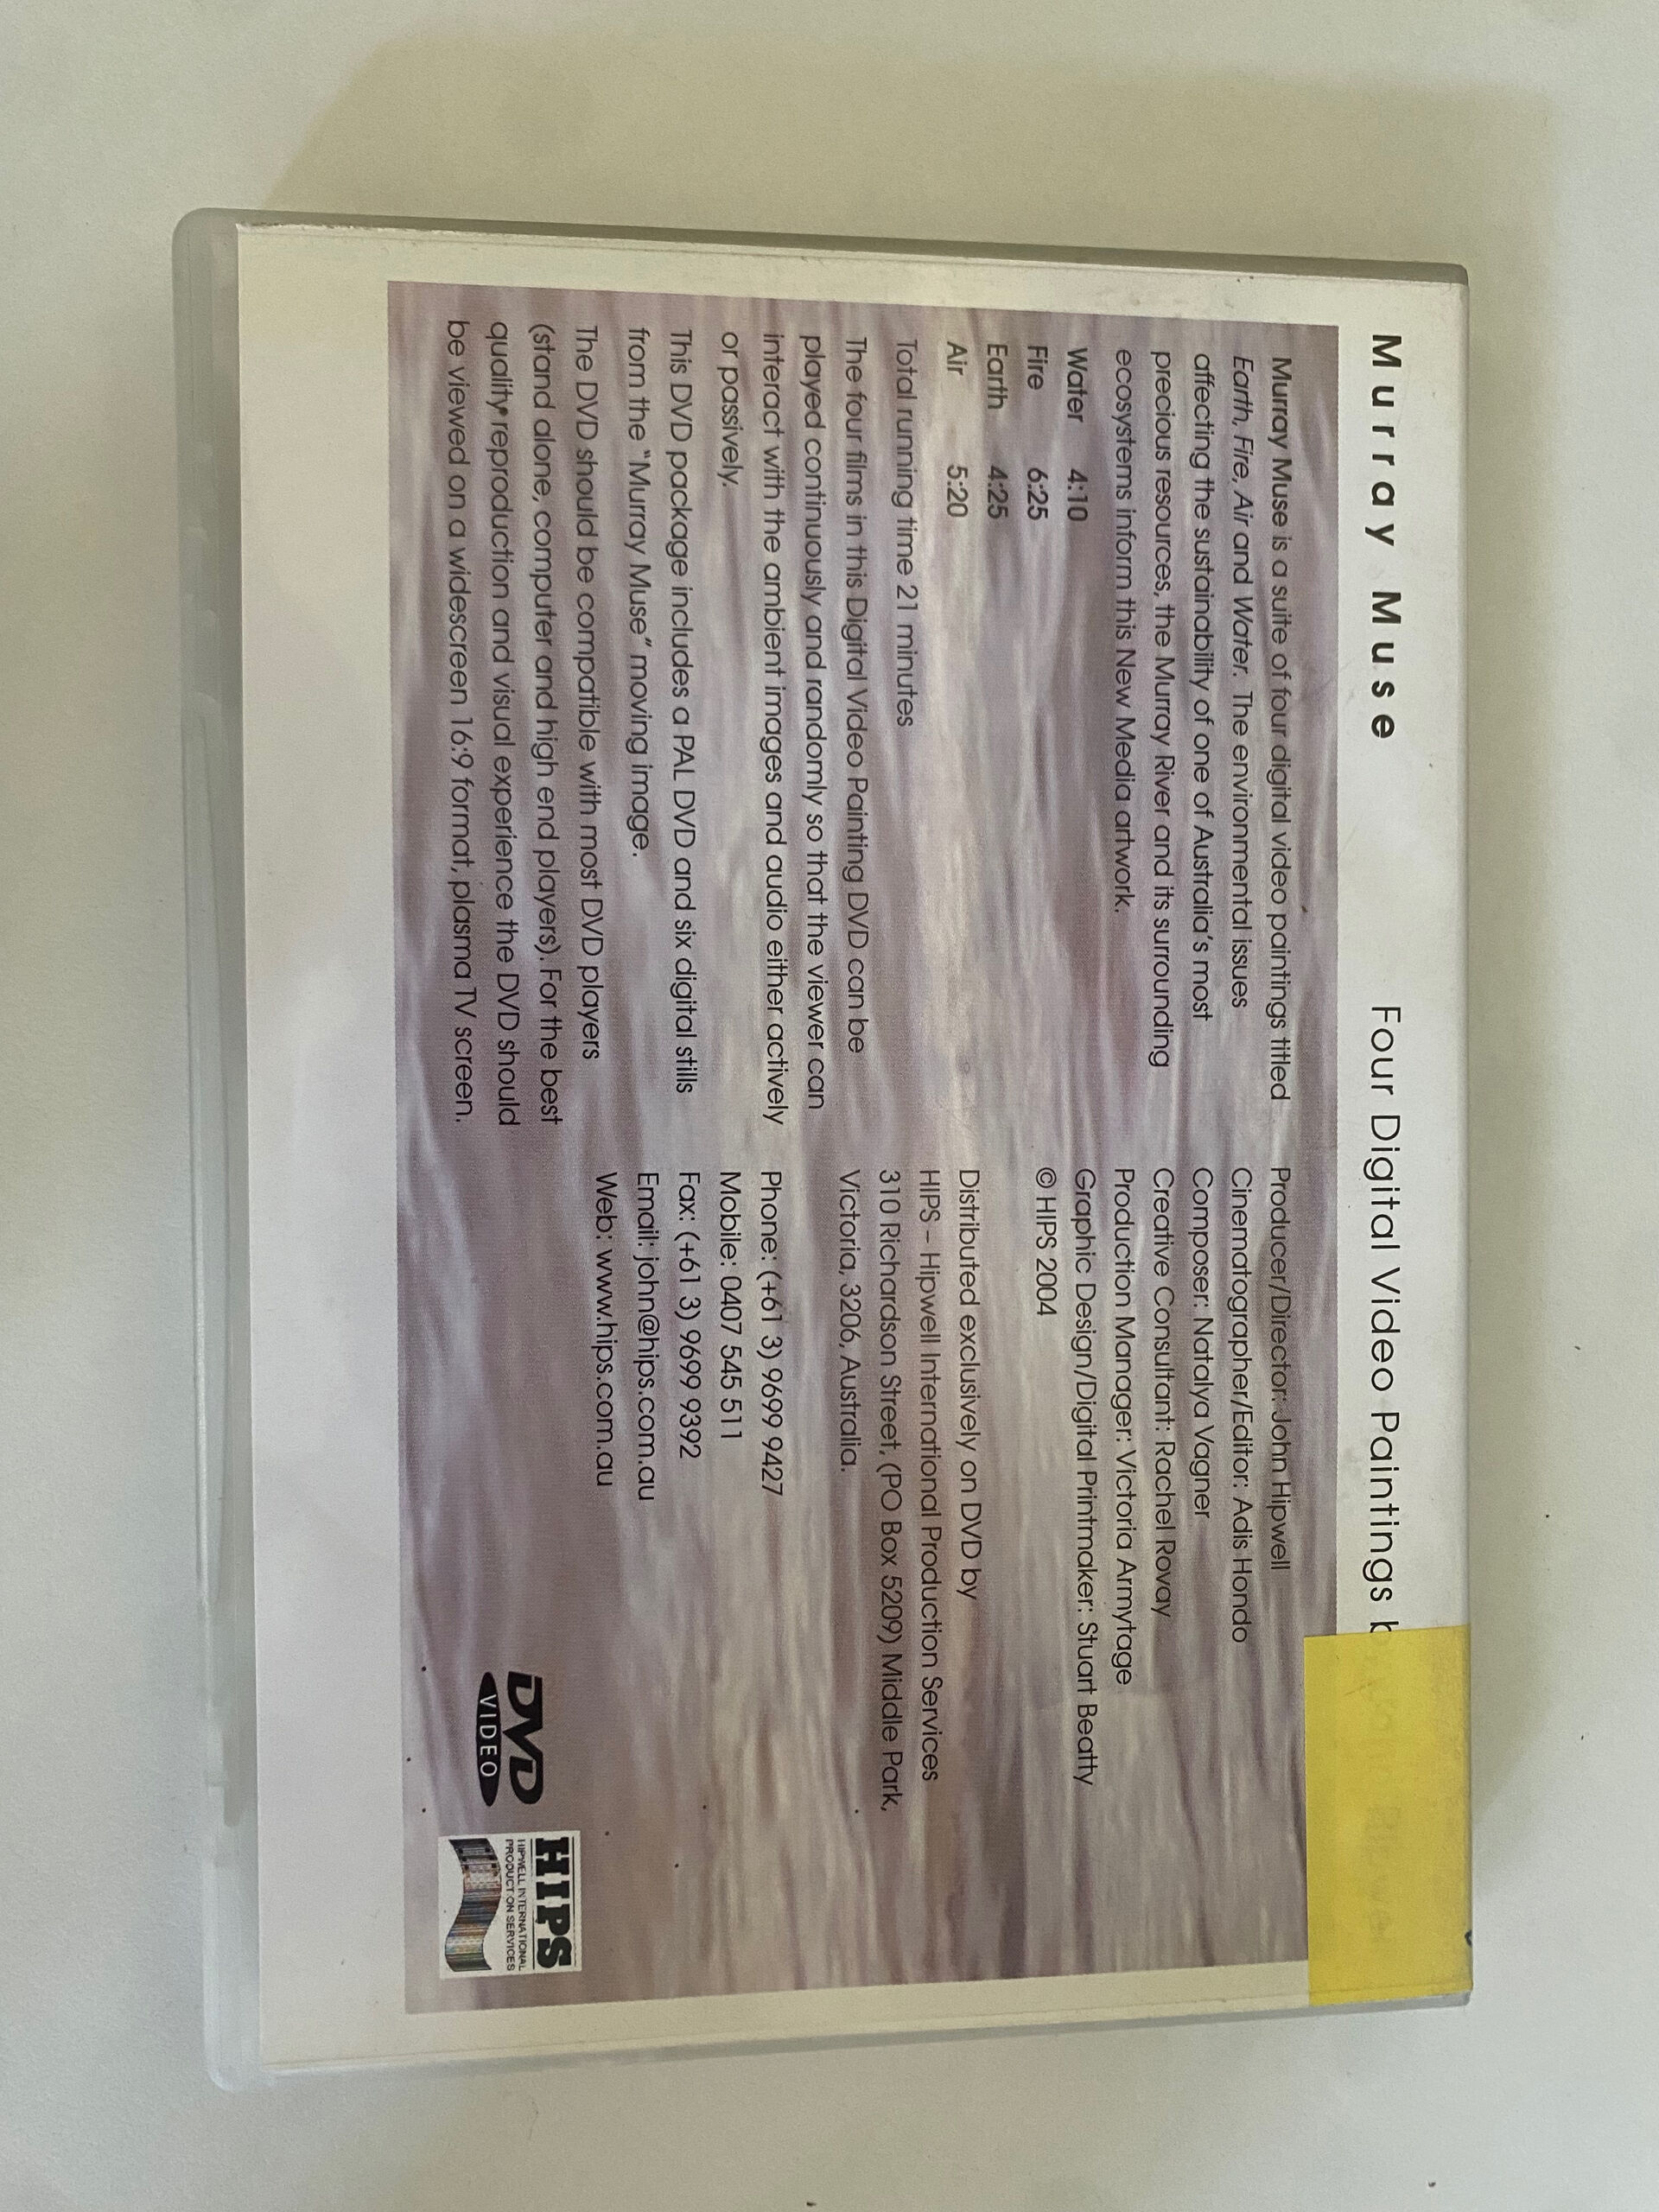 Murray Muse Four Digital Video Paintings
Murray Muse is a suite of four digital video paintings titled
Earth, Fire, Air and Water. The environmental issues
affecting the sustainability of one of Australia's most
precious resources, the Murray River and its surrounding
ecosystems inform this New Media artwork.
Water 4:10
Fire 6:25
Earth 4:25
Air 5:20
Total running time 21 minutes
The four films in this Digital Video Painting DVD can be
played continuously and randomly so that the viewer can
interact with the ambient images and audio either actively
or passively.
This DVD package includes a PAL DVD and six digital stills
from the "Murray Muse" moving image.
The DVD should be compatible with most DVD players
(stand alone, computer and high end players). For the best
quality reproduction and visual experience the DVD should
be viewed on a widescreen 16:9 format, plasma TV screen.
Producer/Director: John Hipwell
Cinematographer/Editor: Adis Hondo
Composer: Natalya Vagner
Creative Consultant: Rachel Rovay
Production Manager: Victoria Armytage
Graphic Design/Digital Printmaker: Stuart Beatty
© HIPS 2004
Distributed exclusively on DVD by
HIPS – Hipwell International Production Services
310 Richardson Street, (PO Box 5209) Middle Park,
Victoria, 3206, Australia.
Phone: (+61 3) 9699 9427
Mobile: 0407 545 511
Fax: (+61 3) 9699 9392
Email: john@hips.com.au
Web: www.hips.com.au
DVD
VIDEO
HIPS
HIPWELL INTERNATIONAL
PRODUCTION SERVICES